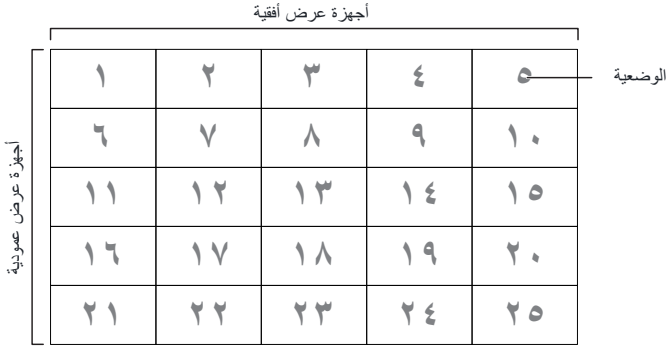 أجهزة عرض أفقية
١ ٢ ٣ ٤ ٥
الوضعية
٦ ٧ ٨ ٩ ١٠
١١ ١٢ ١٣ ١٤ ١٥
١٦ ١٧ ١٨ ١٩ ٢٠
٢١ ٢٢ ٢٣ ٢٤ ٢٥
أجهزة عرض عمودية